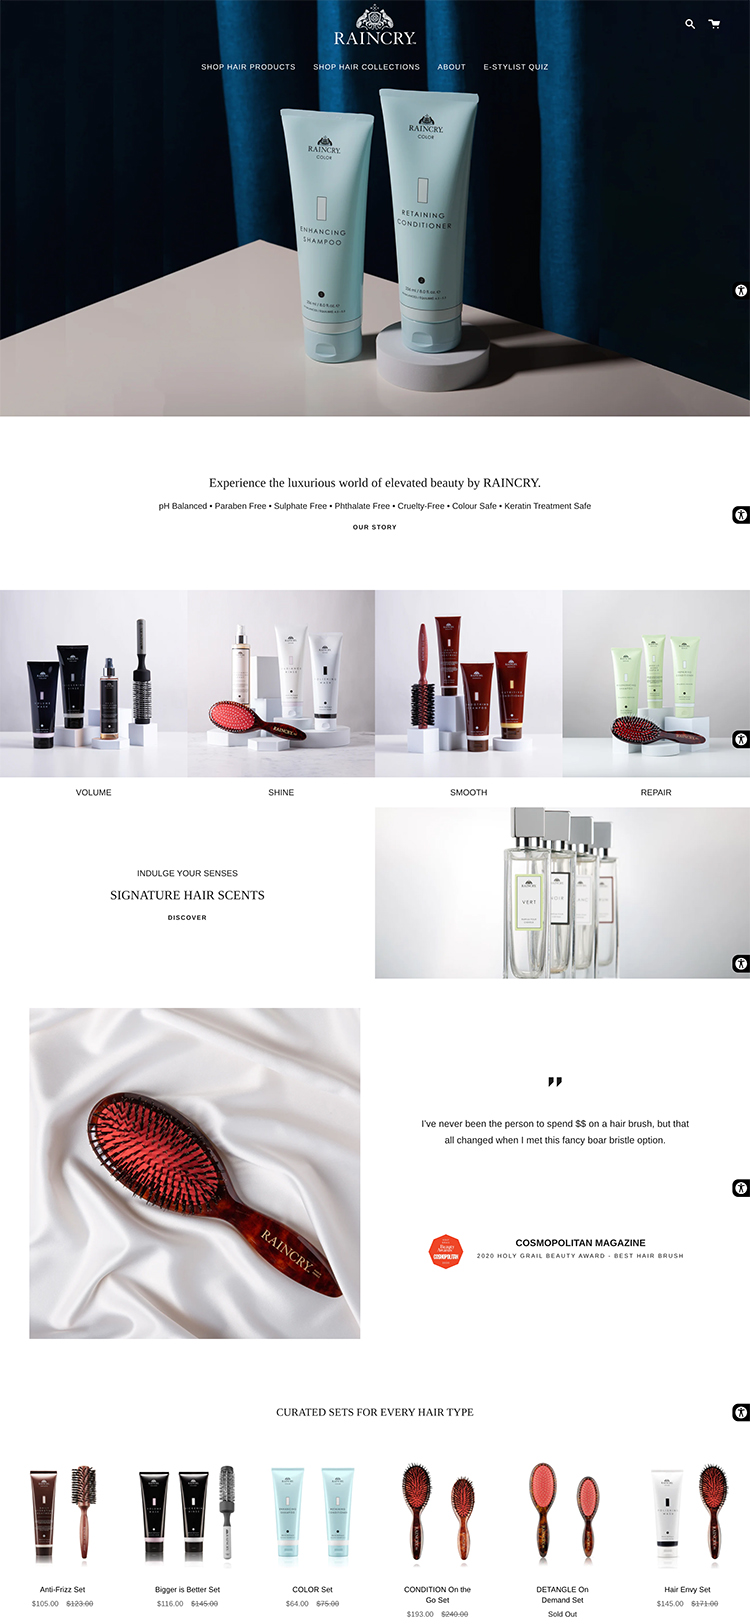 RAINCRY
SHOP HAIR PRODUCTS SHOP HAIR COLLECTIONS ABOUT E-STYLIST QUIZ
RAINCRY.
COLOR
ENHANCING
SHAMPOO
RAINCRY.
COLOR
RETAINING
CONDITIONER
Experience the luxurious world of elevated beauty by RAINCRY.
pH Balanced • Paraben Free • Sulphate Free • Phthalate Free • Cruelty-Free • Colour Safe • Keratin Treatment Safe
OUR STORY
RAINCRY.
VOLUME SHINE SMOOTH REPAIR
INDULGE YOUR SENSES
SIGNATURE HAIR SCENTS
DISCOVER
RAINCRY.
VERT
RAINCRY.
"
I've never been the person to spend $$ on a hair brush, but that
all changed when I met this fancy boar bristle option.
COSMOPOLITAN
COSMOPOLITAN MAGAZINE
2020 HOLY GRAIL BEAUTY AWARD - BEST HAIR BRUSH
CURATED SETS FOR EVERY HAIR TYPE
Anti-Frizz Set
$105.00 $123.00
Bigger is Better Set
$116.00 $145.00
COLOR Set
$64.00 $75.00
CONDITION On the
Go Set
$193.00 $240.00
DETANGLE On
Demand Set
Sold Out
Hair Envy Set
$145.00 $171.00